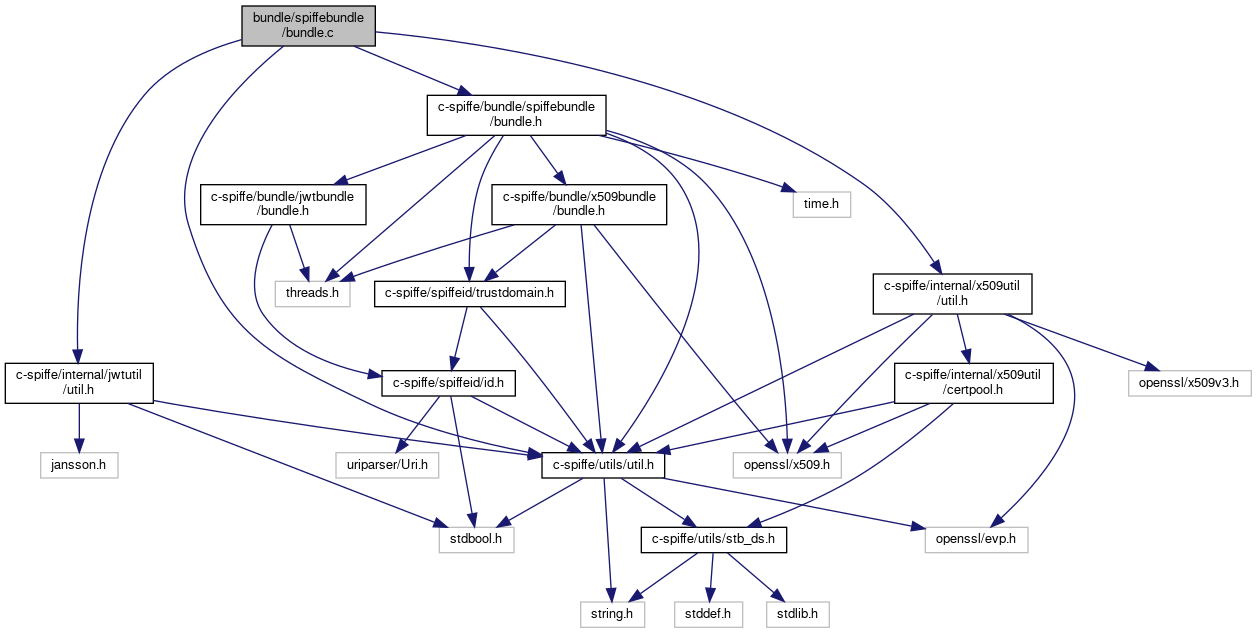 bundle/spiffebundle
/bundle.c
c-spiffe/bundle/spiffebundle
/bundle.h
c-spiffe/bundle/jwtbundle
/bundle.h
c-spiffe/bundle/x509bundle
/bundle.h
time.h
threads.h
c-spiffe/spiffeid/trustdomain.h
c-spiffe/internal/x509util
/util.h
c-spiffe/internal/jwtutil
/util.h
c-spiffe/spiffeid/id.h
c-spiffe/internal/x509util
/certpool.h
openssl/x509v3.h
jansson.h
uriparser/Uri.h
c-spiffe/utils/util.h
openssl/x509.h
stdbool.h
c-spiffe/utils/stb_ds.h
openssl/evp.h
string.h
stddef.h
stdlib.h